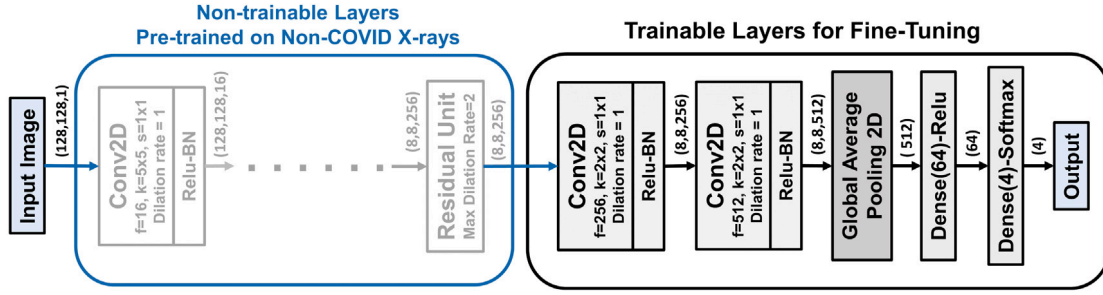 Non-trainable Layers
Pre-trained on Non-COVID X-rays
Trainable Layers for Fine-Tuning
Input Image
(128,128,1)
Conv2D
f=16, k=5x5, s=1x1
Dilation rate = 1
Relu-BN
(128,128,16)
(8,8,256)
Residual Unit
Max Dilation Rate=2
(8,8,256)
Conv2D
f=256, k=2x2, s=1x1
Dilation rate = 1
Relu-BN
(8,8,256)
Conv2D
f=512, k=2x2, s=1x1
Dilation rate = 1
Relu-BN
(8,8,512)
Global Average
Pooling 2D
( 512)
Dense(64)-Relu
(64)
Dense(4)-Softmax
(4)
Output